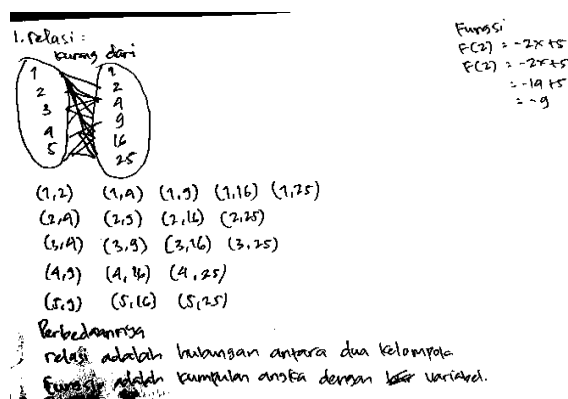 1. relasi :
kurang dari
1 1
2 2
3 4
4 9
5 16
25
(1,2) (1,4) (1,9) (1,16) (1,25)
(2,4) (2,9) (2,16) (2,25)
(3,4) (3,9) (3,16) (3,25)
(4,9) (4,16) (4,25)
(5,9) (5,16) (5,25)
Perbedaannya
relasi adalah hubungan antara dua kelompok
Fungsi adalah kumpulan angka dengan variabel.
Fungsi
F(2) = -2x+5
= -14+5
= -9